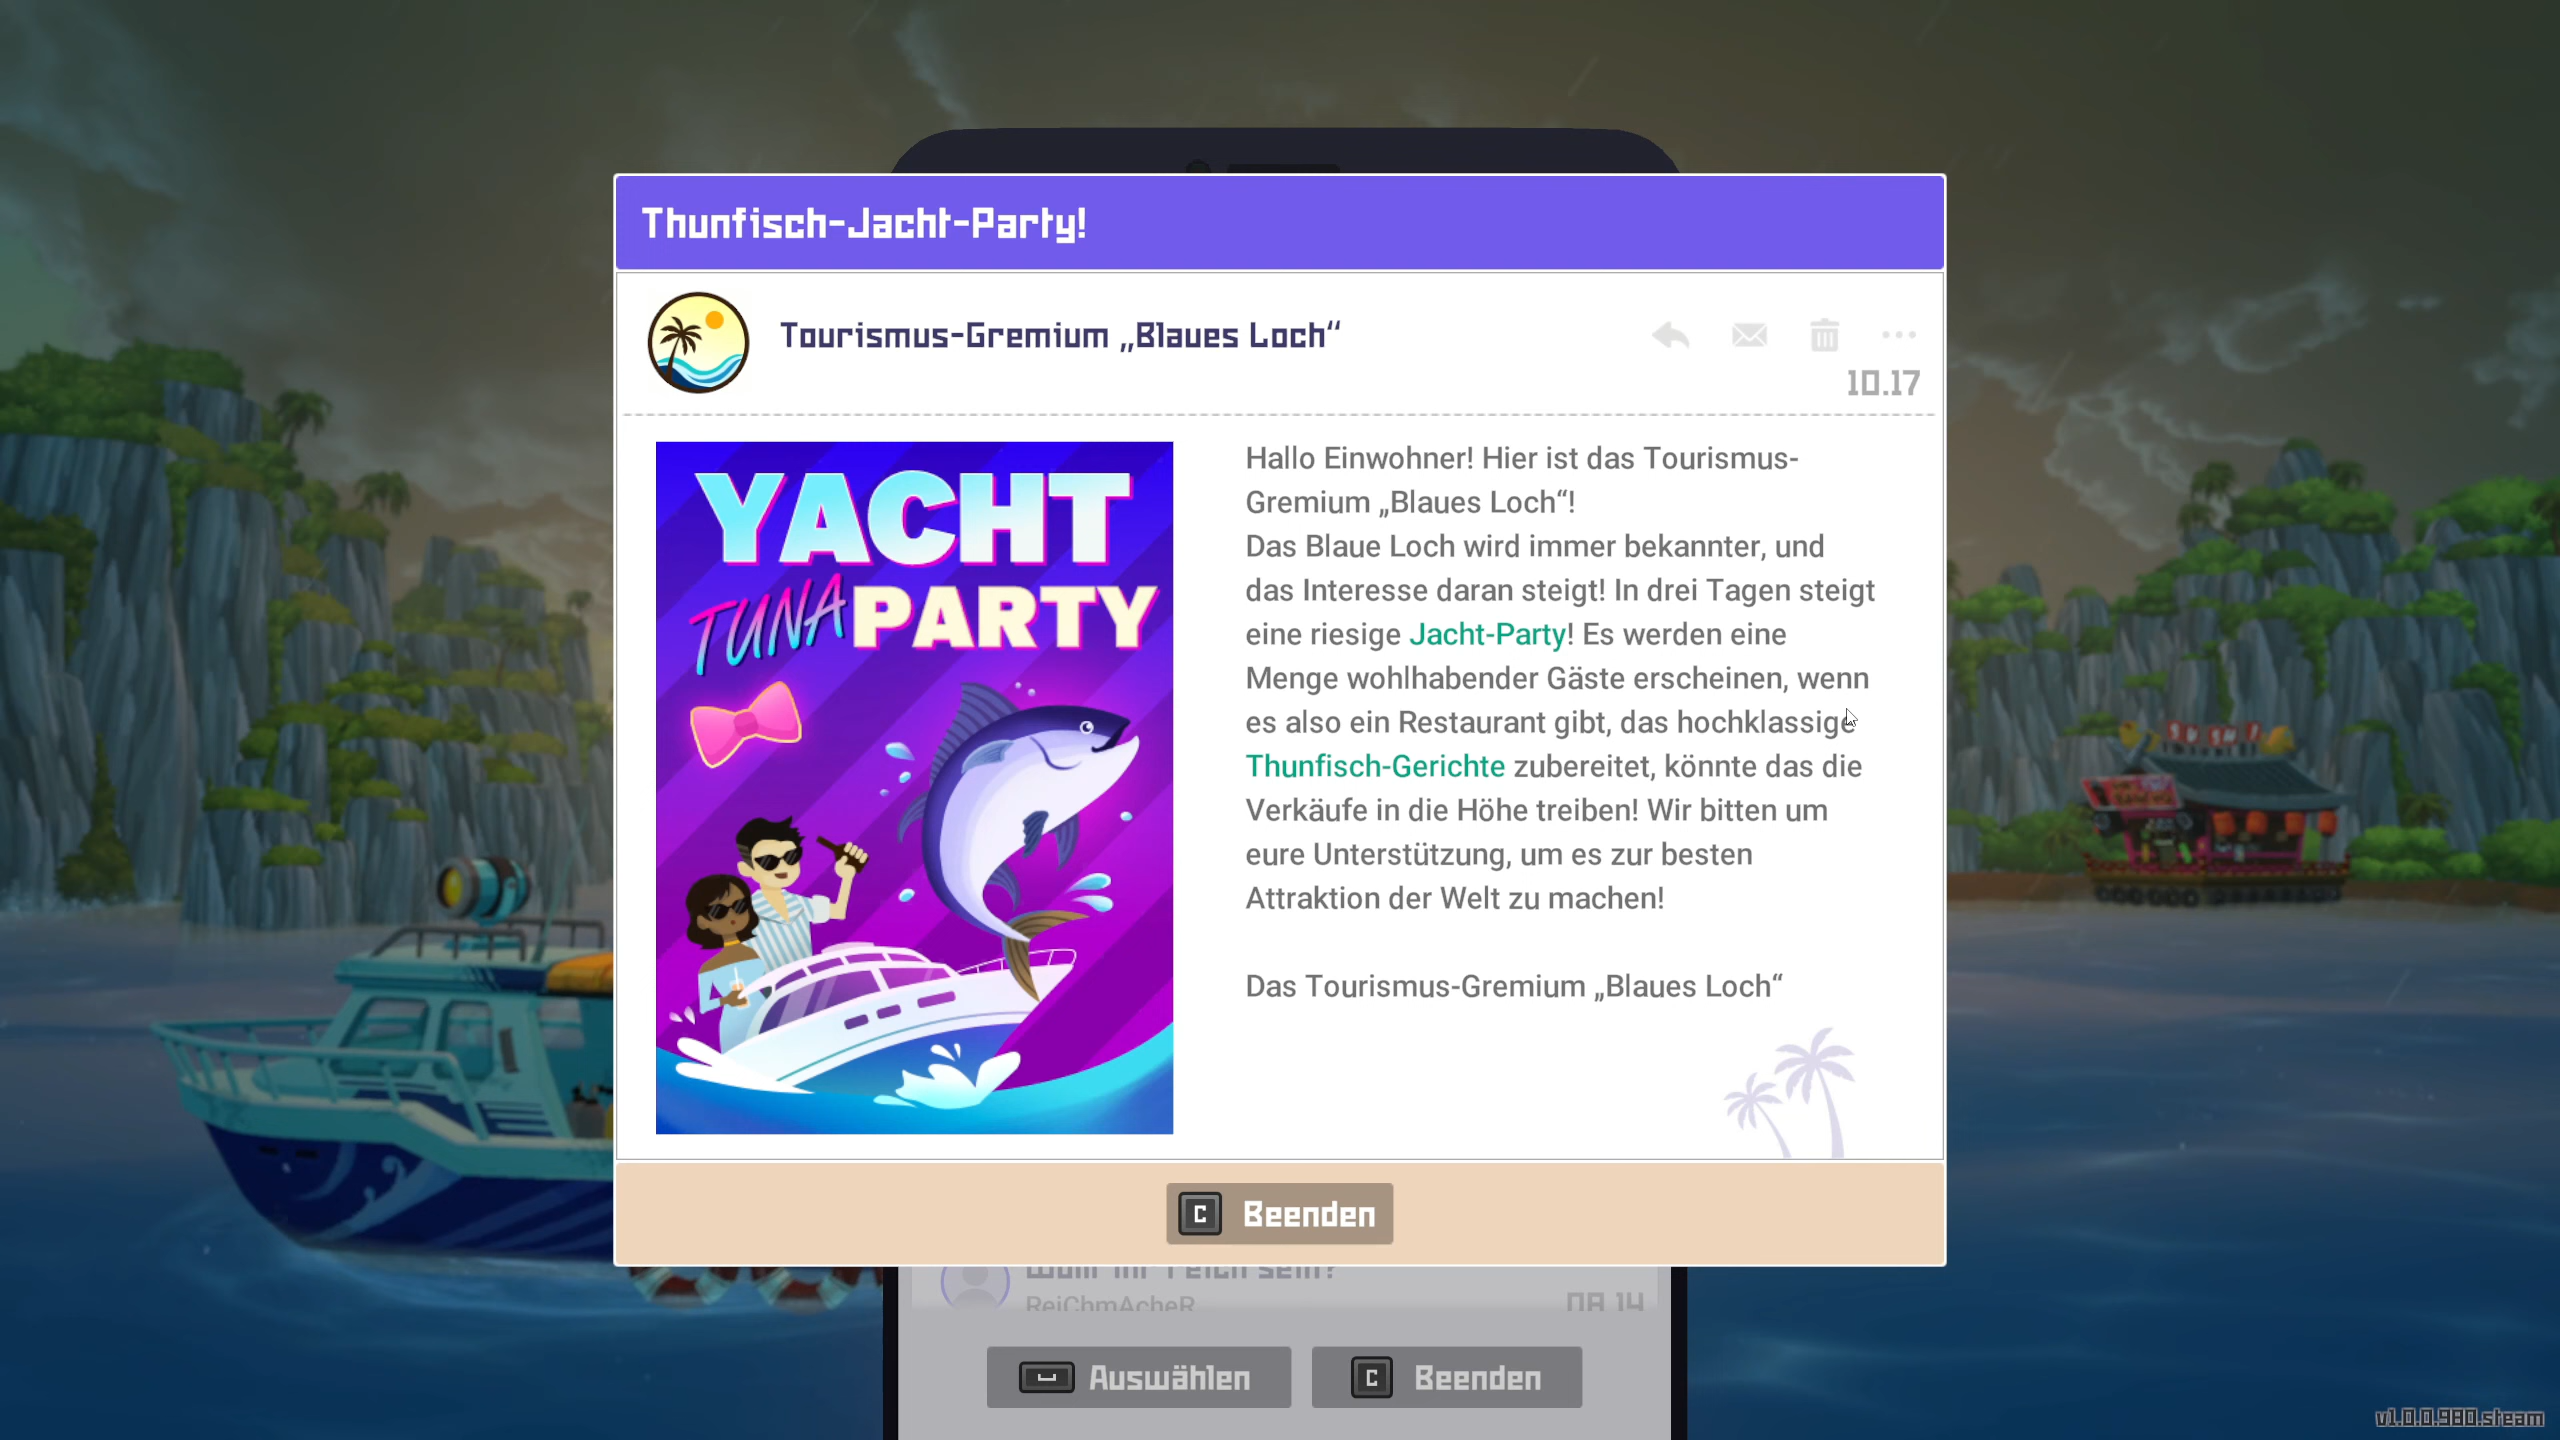 Thunfisch-Jacht-Party!
Tourismus-Gremium „Blaues Loch“
10.17
YACHT
TUNA PARTY
Hallo Einwohner! Hier ist das Tourismus-
Gremium „Blaues Loch“!
Das Blaue Loch wird immer bekannter, und
das Interesse daran steigt! In drei Tagen steigt
eine riesige Jacht-Party! Es werden eine
Menge wohlhabender Gäste erscheinen, wenn
es also ein Restaurant gibt, das hochklassige
Thunfisch-Gerichte zubereitet, könnte das die
Verkäufe in die Höhe treiben! Wir bitten um
eure Unterstützung, um es zur besten
Attraktion der Welt zu machen!
Das Tourismus-Gremium „Blaues Loch“
C Beenden
ReiChmAcheR
Auswählen
C Beenden
SUSHI
v1.0.0.980.steam